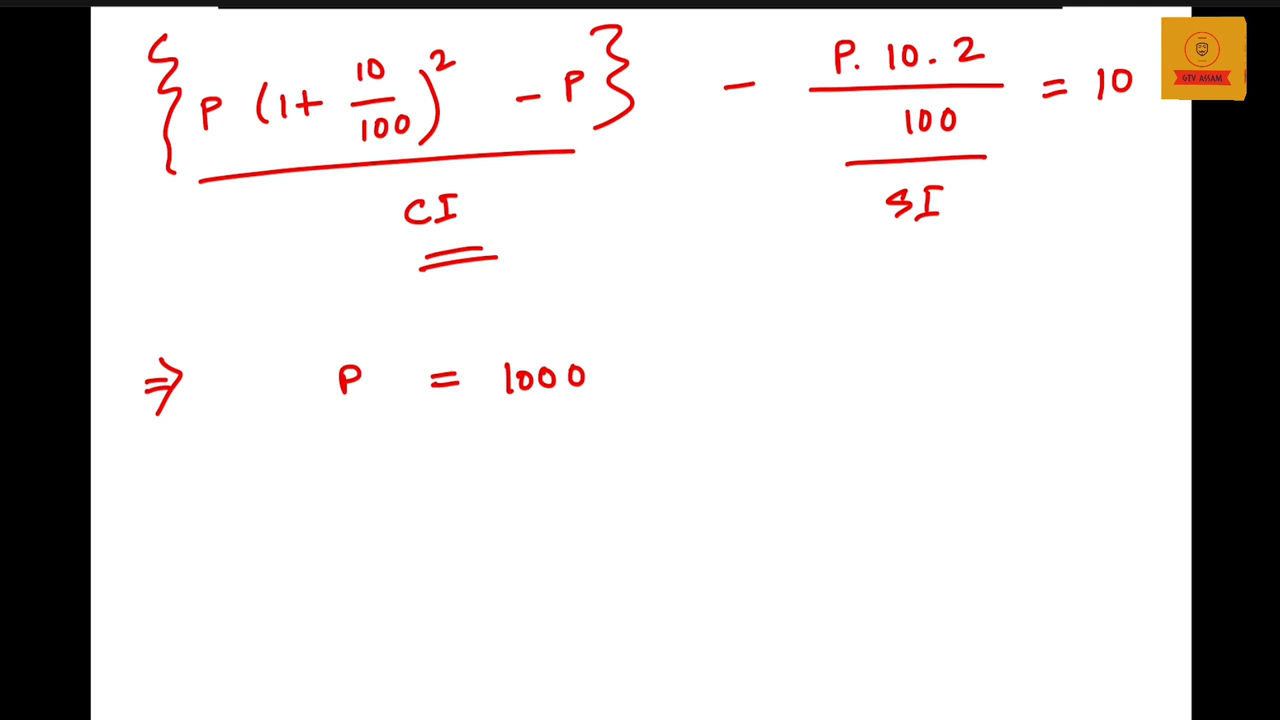 {P (1+ 10/100)² - P} - P. 10. 2/100 = 10
CI
SI
⇒ P = 1000
GTV ASSAM